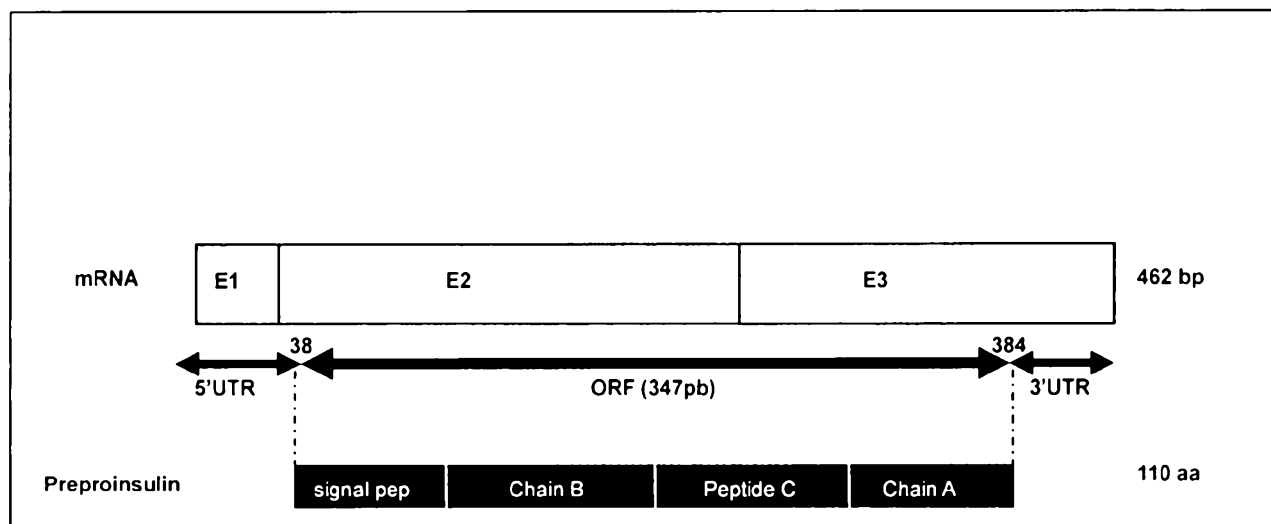 mRNA E1 E2 E3 462 bp
38 384
5'UTR ORF (347pb) 3'UTR
Preproinsulin signal pep Chain B Peptide C Chain A 110 aa